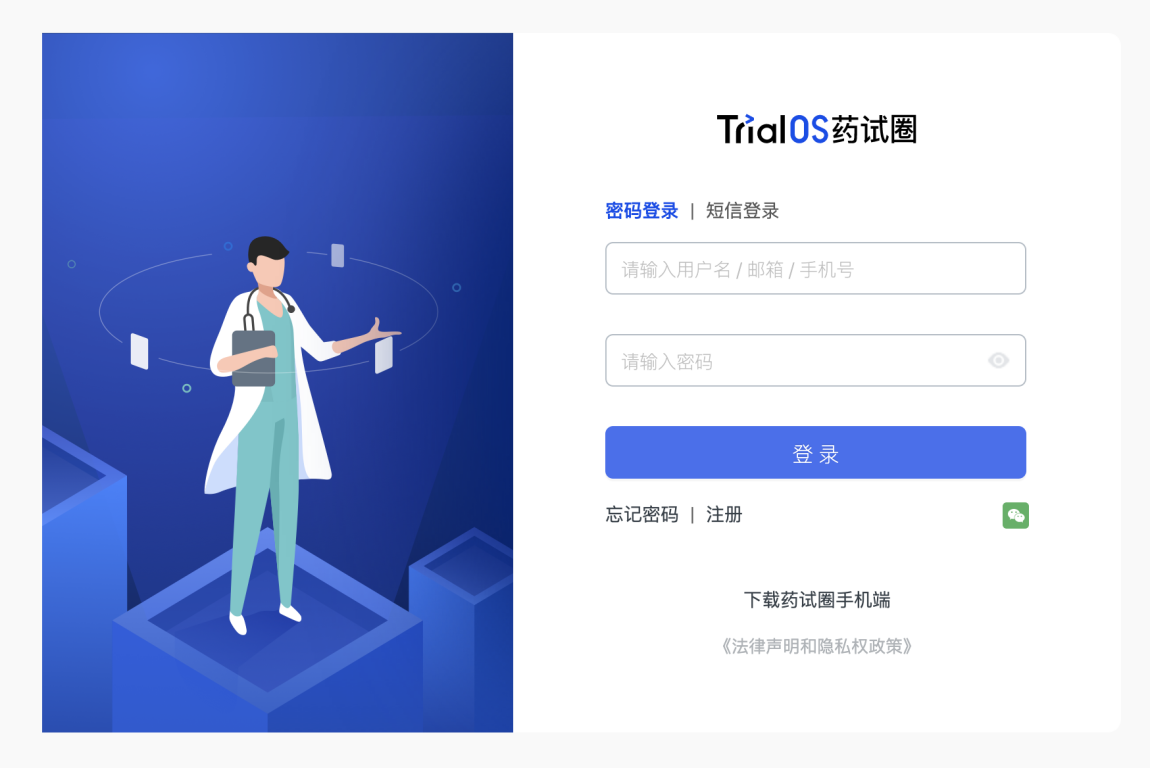 TrialOS药试圈
密码登录 | 短信登录
请输入用户名 / 邮箱 / 手机号
请输入密码
登 录
忘记密码 | 注册
下载药试圈手机端
《法律声明和隐私权政策》